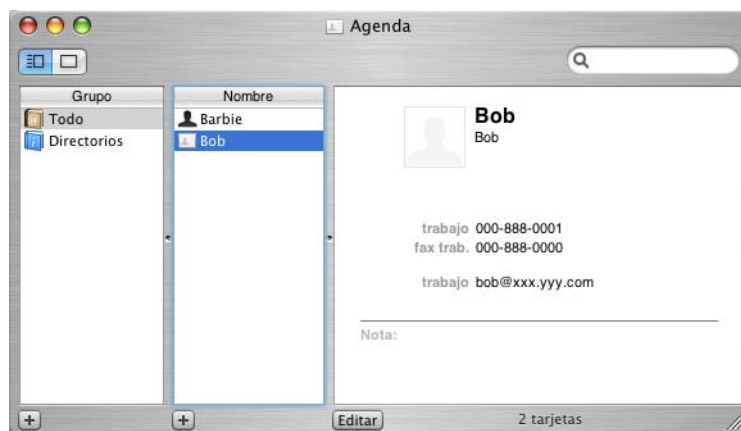 Agenda
Grupo
Nombre
Todo
Directorios
Barbie
Bob
Bob
Bob
trabajo 000-888-0001
fax trab. 000-888-0000
trabajo bob@xxx.yyy.com
Nota:
Editar
2 tarjetas